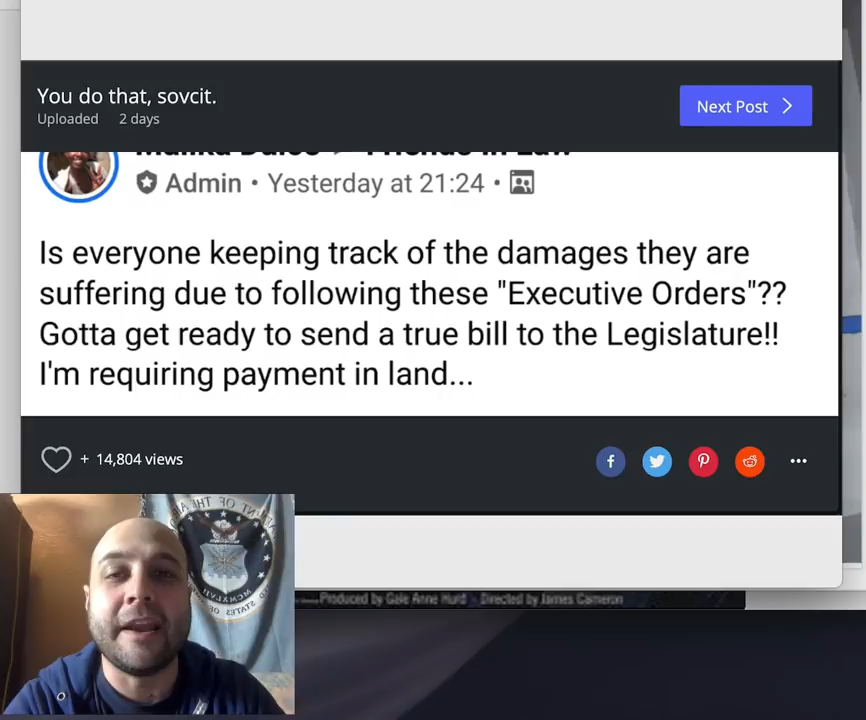 You do that, sovcit.
Uploaded 2 days
Next Post
Admin • Yesterday at 21:24 •
Is everyone keeping track of the damages they are
suffering due to following these "Executive Orders"??
Gotta get ready to send a true bill to the Legislature!!
I'm requiring payment in land...
+ 14,804 views
Produced by Gale Anne Hurd - Directed by James Cameron